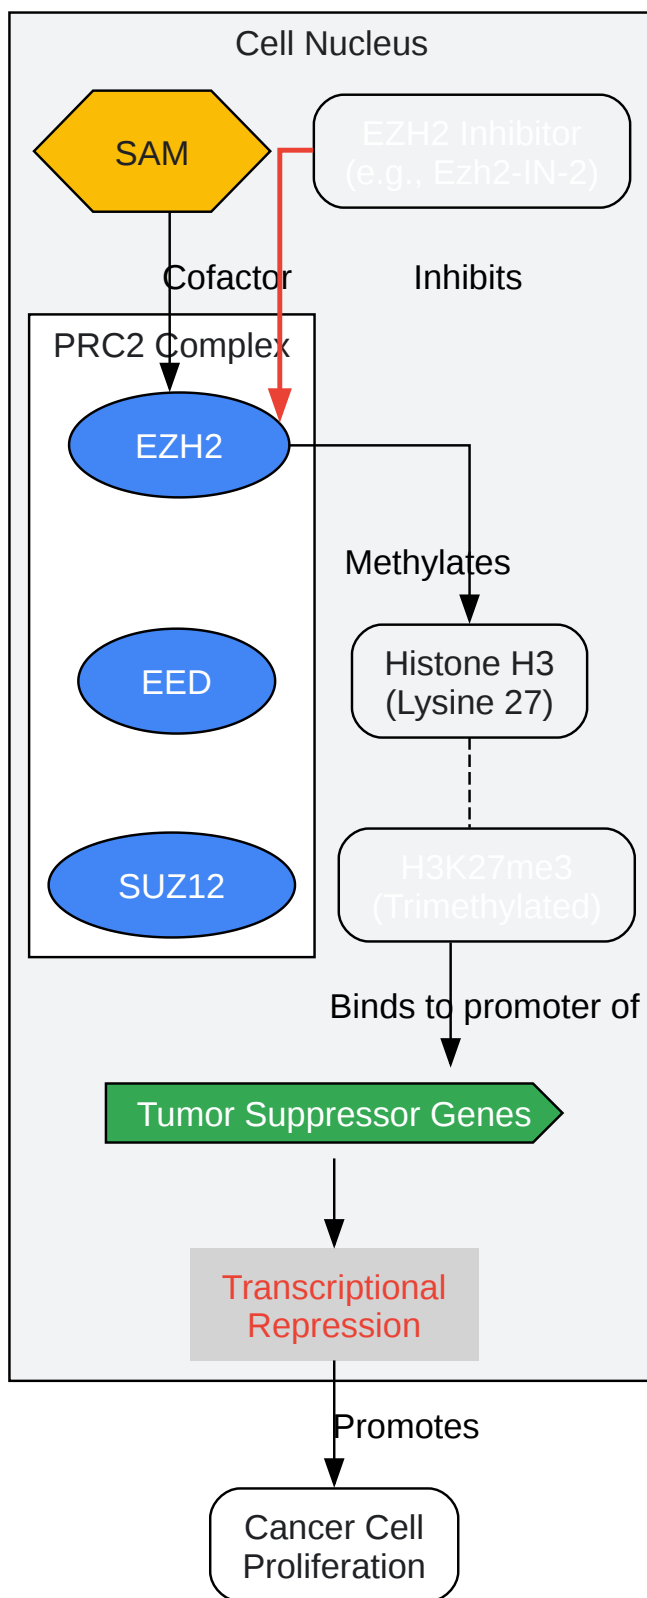 Cell Nucleus
SAM
EZH2 Inhibitor
(e.g., Ezh2-IN-2)
Cofactor
Inhibits
PRC2 Complex
EZH2
Methylates
EED
Histone H3
(Lysine 27)
SUZ12
H3K27me3
(Trimethylated)
Binds to promoter of
Tumor Suppressor Genes
Transcriptional
Repression
Promotes
Cancer Cell
Proliferation